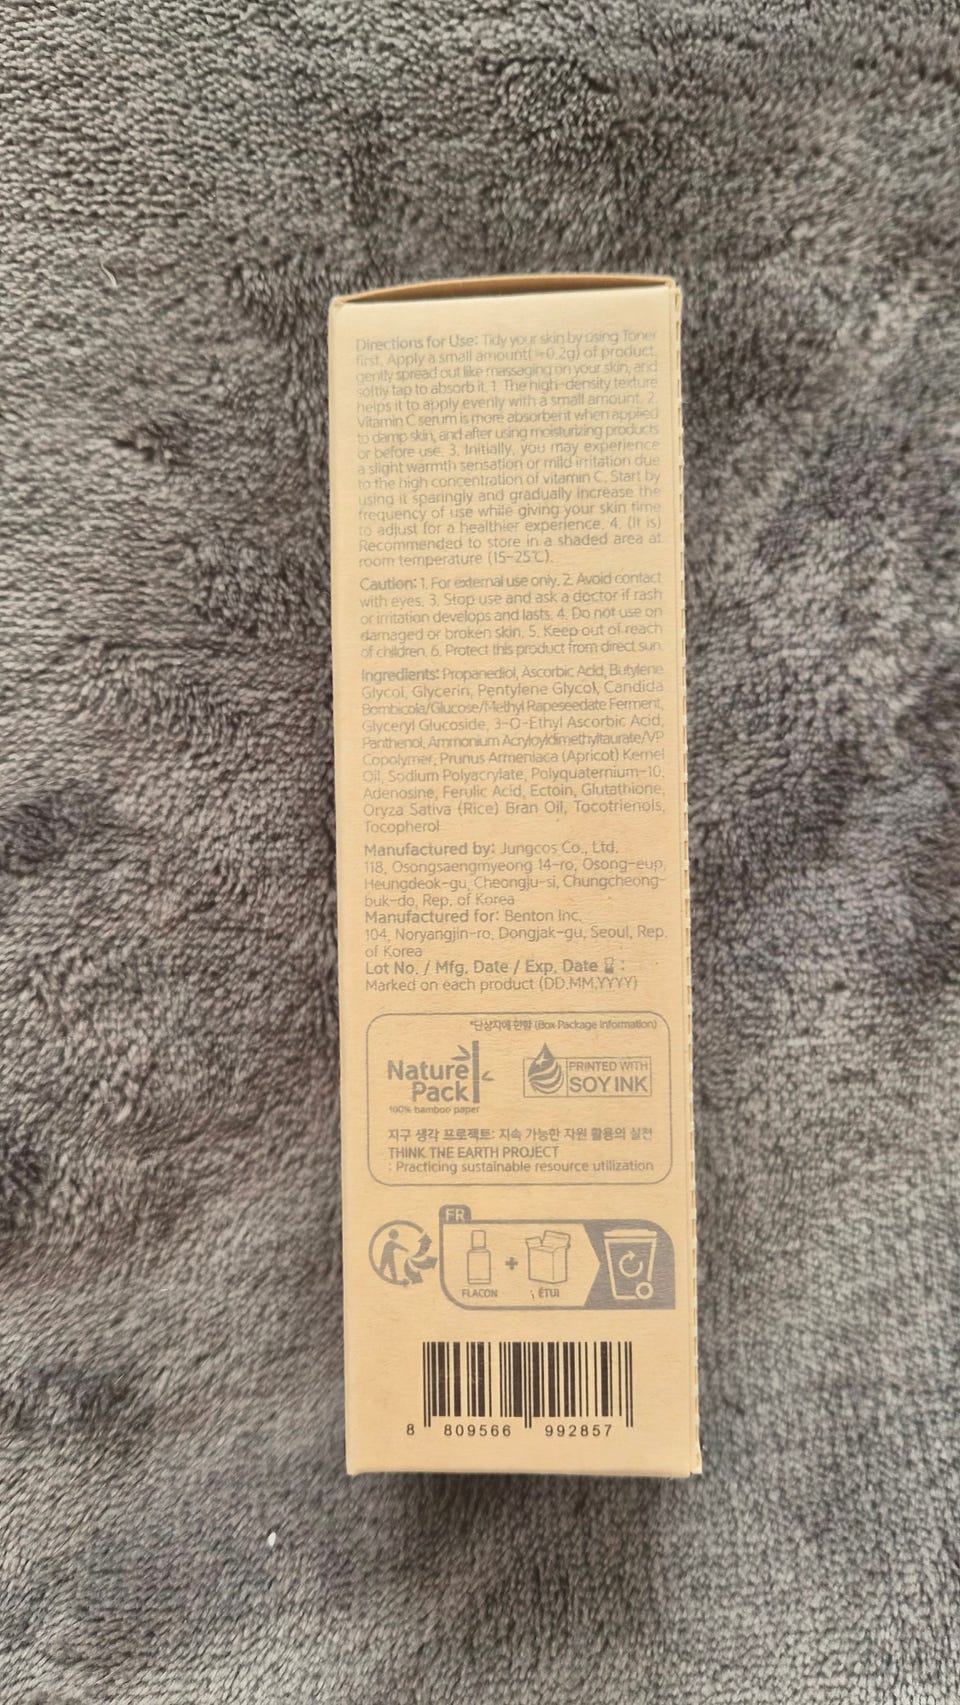 Directions for Use: Tidy your skin by using Toner
first. Apply a small amount(≒0.2g) of product,
gently spread out like massaging on your skin, and
softly tap to absorb it. 1. The high-density texture
helps it to apply evenly with a small amount. 2.
Vitamin C serum is more absorbent when applied
to damp skin, and after using moisturizing products
or before use. 3. Initially, you may experience
a slight warmth sensation or mild irritation due
to the high concentration of vitamin C. Start by
using it sparingly and gradually increase the
frequency of use while giving your skin time
to adjust for a healthier experience. 4. (It is)
Recommended to store in a shaded area at
room temperature (15-25℃).
Caution: 1. For external use only. 2. Avoid contact
with eyes. 3. Stop use and ask a doctor if rash
or irritation develops and lasts. 4. Do not use on
damaged or broken skin. 5. Keep out of reach
of children. 6. Protect this product from direct sun.
Ingredients: Propanediol, Ascorbic Acid, Butylene
Glycol, Glycerin, Pentylene Glycol, Candida
Bombicola/Glucose/Methyl Rapeseedate Ferment,
Glyceryl Glucoside, 3-O-Ethyl Ascorbic Acid,
Panthenol, Ammonium Acryloyldimethyltaurate/VP
Copolymer, Prunus Armeniaca (Apricot) Kernel
Oil, Sodium Polyacrylate, Polyquaternium-10,
Adenosine, Ferulic Acid, Ectoin, Glutathione,
Oryza Sativa (Rice) Bran Oil, Tocotrienols,
Tocopherol
Manufactured by: Jungcos Co., Ltd.
118, Osongsaengmyeong 14-ro, Osong-eup,
Heungdeok-gu, Cheongju-si, Chungcheong-
buk-do, Rep. of Korea
Manufactured for: Benton Inc.
104, Noryangjin-ro, Dongjak-gu, Seoul, Rep.
of Korea
Lot No. / Mfg. Date / Exp. Date :
Marked on each product (DD.MM.YYYY)
*단상자에 한함 (Box Package Information)
Nature
Pack
100% bamboo paper
PRINTED WITH
SOY INK
지구 생각 프로젝트: 지속 가능한 자원 활용의 실천
THINK THE EARTH PROJECT
: Practicing sustainable resource utilization
FR
FLACON + ÉTUI
8 809566 992857